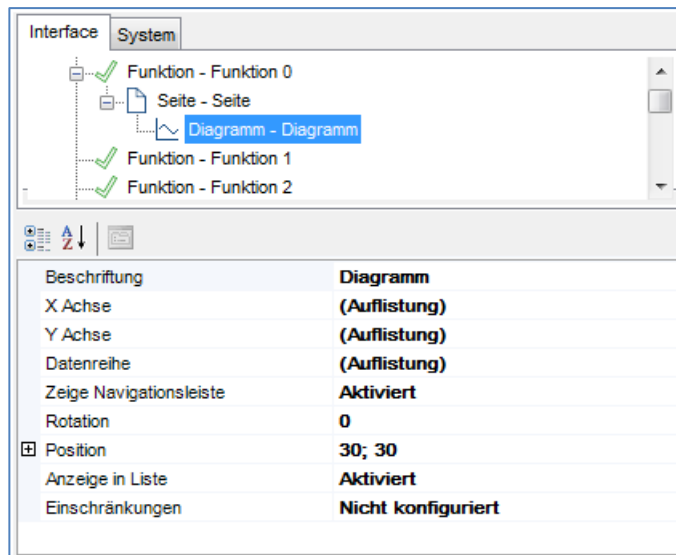 Interface System
Funktion - Funktion 0
Seite - Seite
Diagramm - Diagramm
Funktion - Funktion 1
Funktion - Funktion 2
A
Z
Beschriftung Diagramm
X Achse (Auflistung)
Y Achse (Auflistung)
Datenreihe (Auflistung)
Zeige Navigationsleiste Aktiviert
Rotation 0
Position 30; 30
Anzeige in Liste Aktiviert
Einschränkungen Nicht konfiguriert